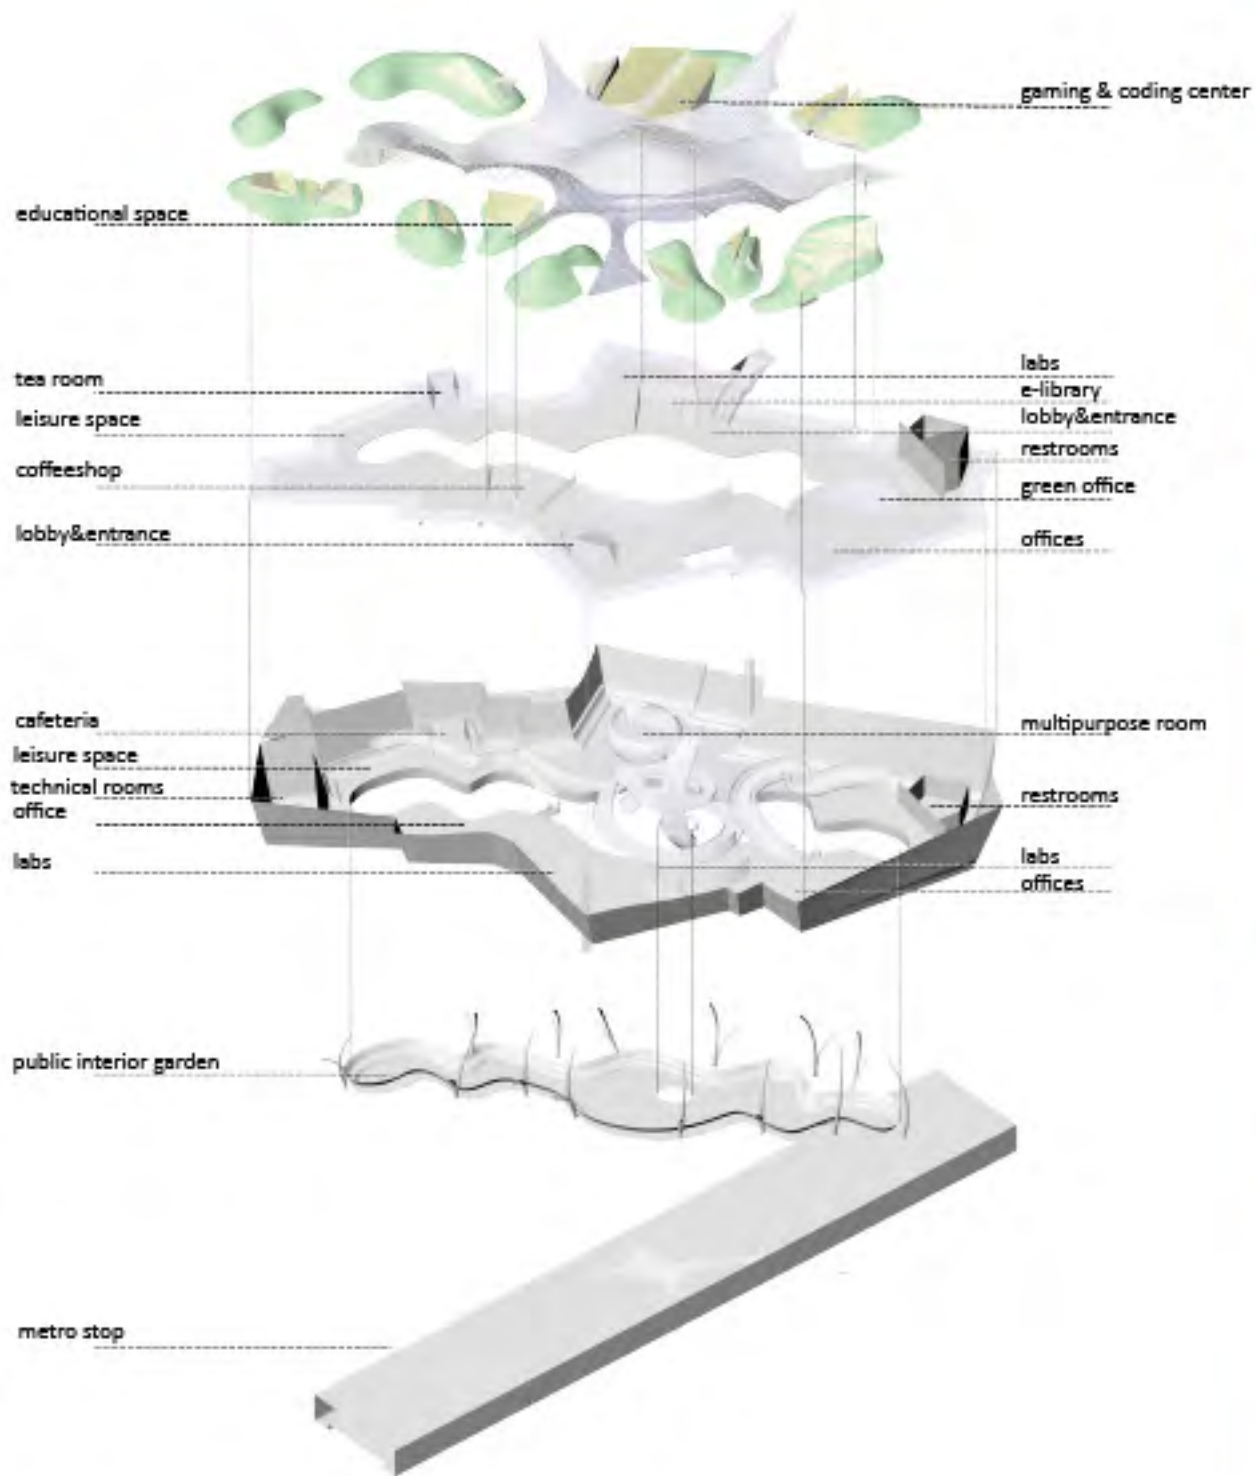 gaming & coding center
educational space
tea room
leisure space
coffeeshop
lobby&entrance
labs
e-library
lobby&entrance
restrooms
green office
offices
cafeteria
leisure space
technical rooms
office
labs
multipurpose room
restrooms
labs
offices
public interior garden
metro stop